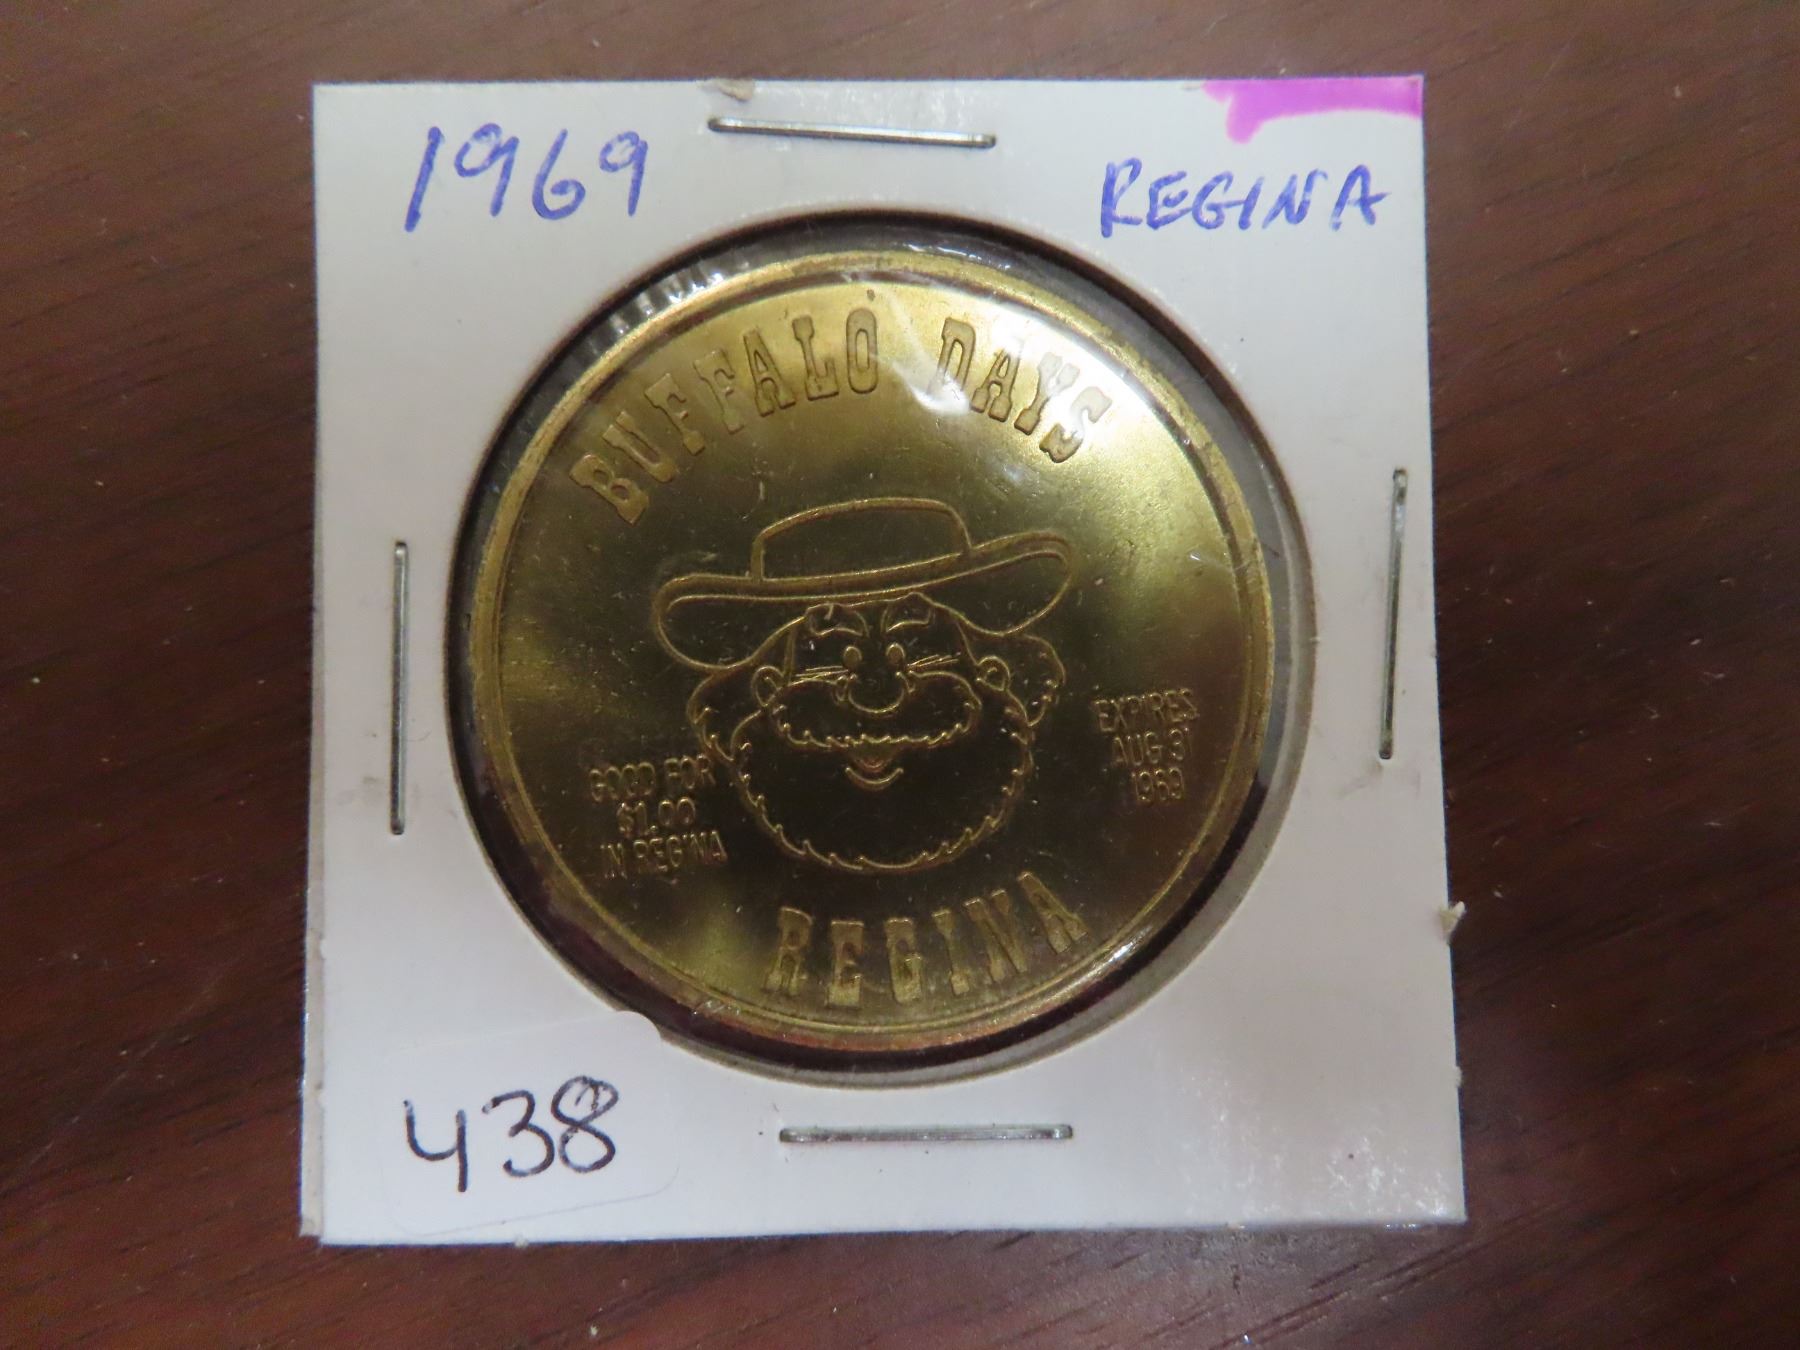 1969
REGINA
BUFFALO DAYS
GOOD FOR
$1.00
IN REGINA
EXPIRES
AUG 31
1969
REGINA
438